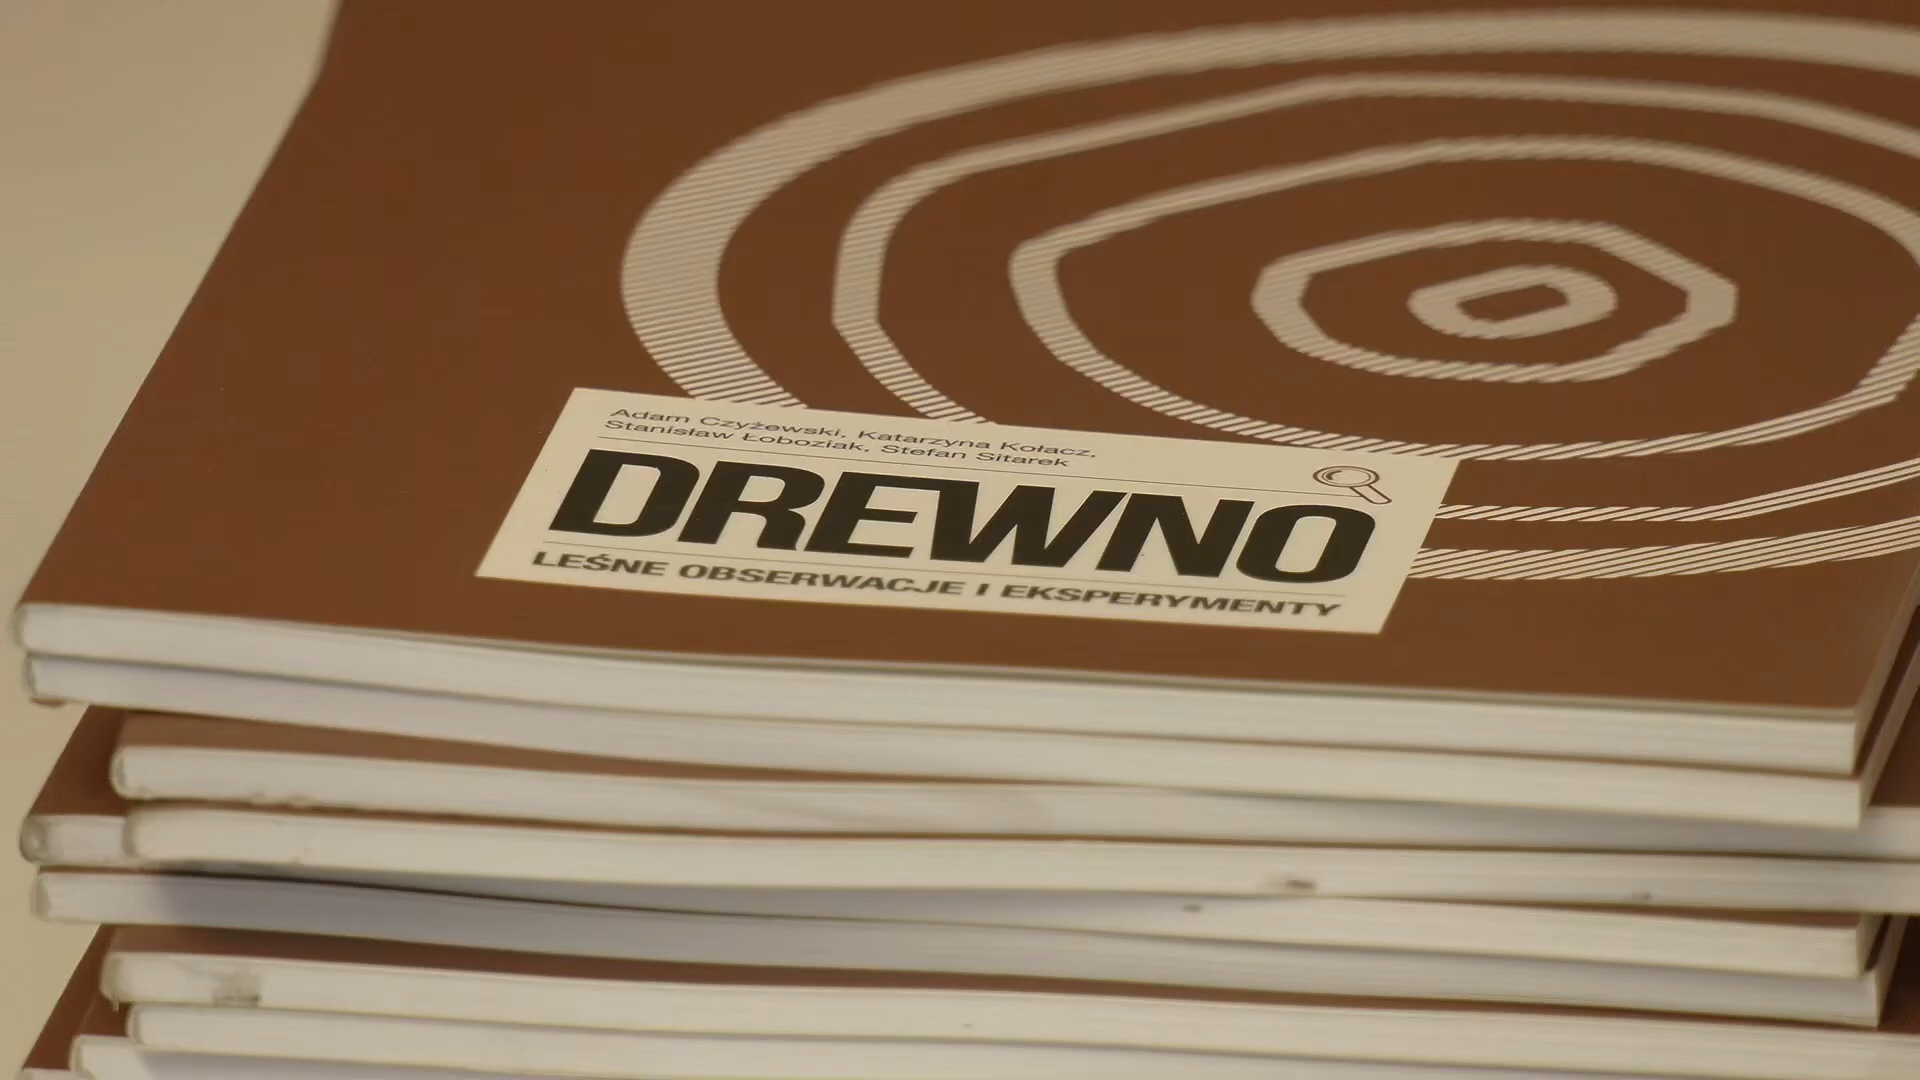 Adam Czyżewski, Katarzyna Kołacz,
Stanisław Łoboziak, Stefan Sitarek
DREWNO
LEŚNE OBSERWACJE I EKSPERYMENTY